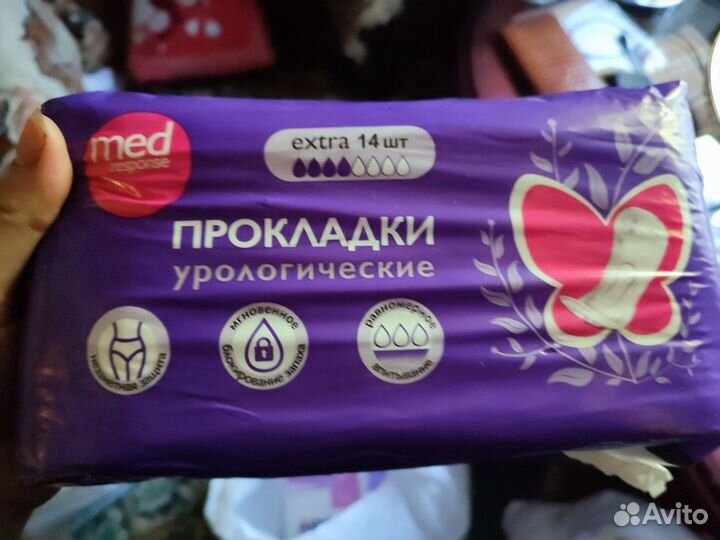 med
response
extra 14 шт
ПРОКЛАДКИ
урологические
незаметная защита
мгновенное блокирование запаха
равномерное впитывание
Avito